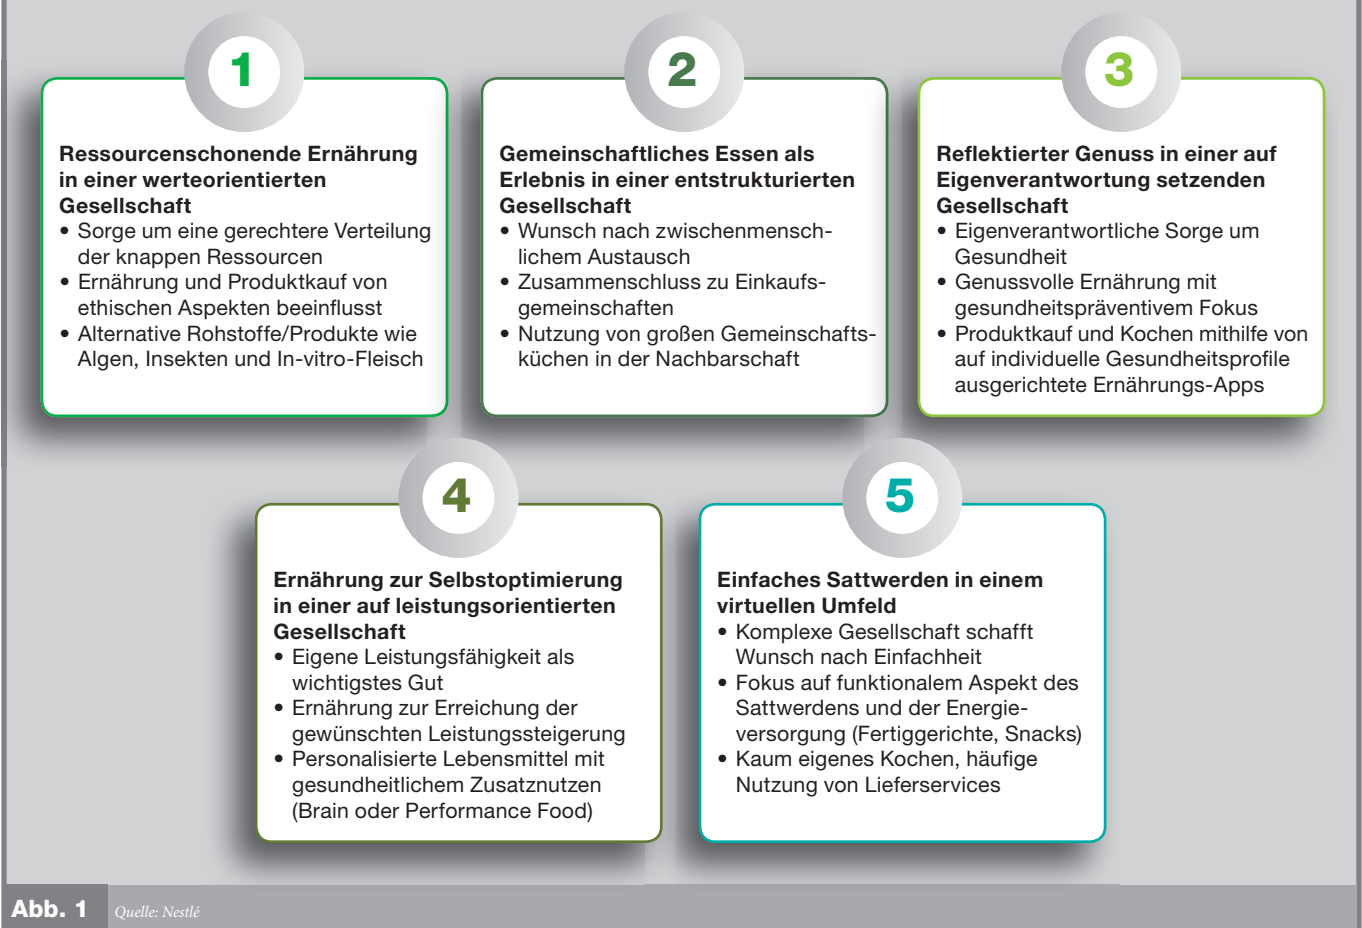 1
Ressourcenschonende Ernährung
in einer werteorientierten
Gesellschaft
• Sorge um eine gerechtere Verteilung
der knappen Ressourcen
• Ernährung und Produktkauf von
ethischen Aspekten beeinflusst
• Alternative Rohstoffe/Produkte wie
Algen, Insekten und In-vitro-Fleisch
2
Gemeinschaftliches Essen als
Erlebnis in einer entstrukturierten
Gesellschaft
• Wunsch nach zwischenmensch-
lichem Austausch
• Zusammenschluss zu Einkaufs-
gemeinschaften
• Nutzung von großen Gemeinschafts-
küchen in der Nachbarschaft
3
Reflektierter Genuss in einer auf
Eigenverantwortung setzenden
Gesellschaft
• Eigenverantwortliche Sorge um
Gesundheit
• Genussvolle Ernährung mit
gesundheitspräventivem Fokus
• Produktkauf und Kochen mithilfe von
auf individuelle Gesundheitsprofile
ausgerichtete Ernährungs-Apps
4
Ernährung zur Selbstoptimierung
in einer auf leistungsorientierten
Gesellschaft
• Eigene Leistungsfähigkeit als
wichtigstes Gut
• Ernährung zur Erreichung der
gewünschten Leistungssteigerung
• Personalisierte Lebensmittel mit
gesundheitlichem Zusatznutzen
(Brain oder Performance Food)
5
Einfaches Sattwerden in einem
virtuellen Umfeld
• Komplexe Gesellschaft schafft
Wunsch nach Einfachheit
• Fokus auf funktionalem Aspekt des
Sattwerdens und der Energie-
versorgung (Fertiggerichte, Snacks)
• Kaum eigenes Kochen, häufige
Nutzung von Lieferservices
Abb. 1 Quelle: Nestlé